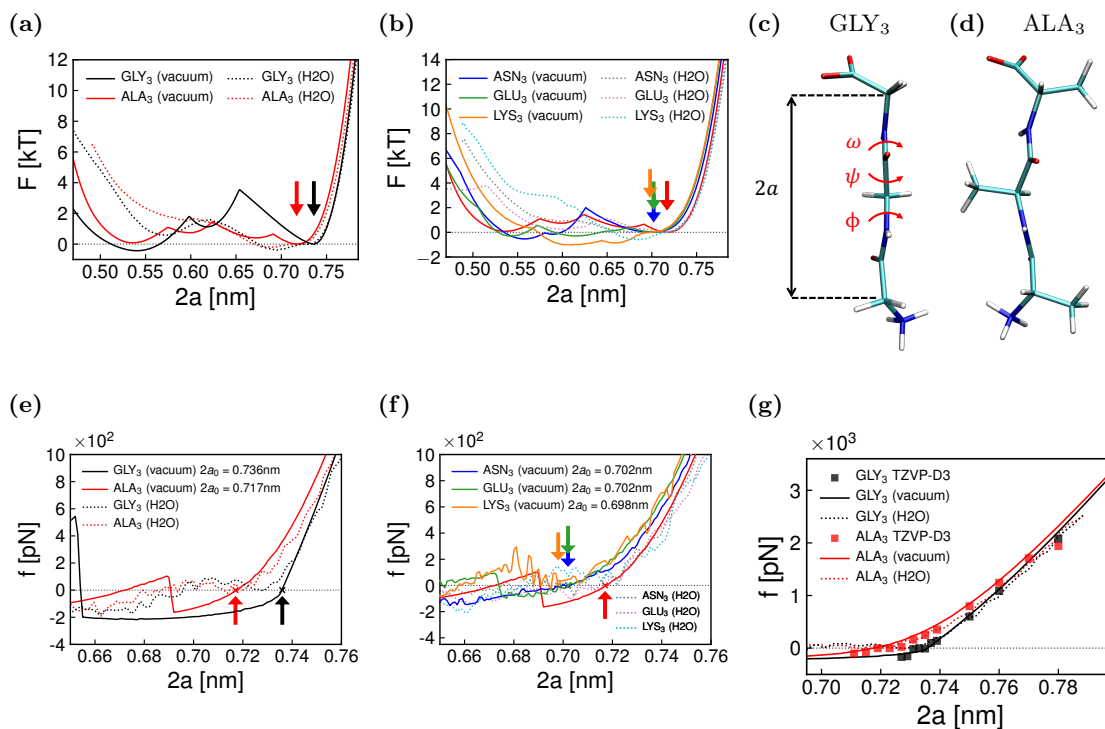 (a)
12
10
8
6
4
2
0
F [kT]
GLY3 (vacuum)
ALA3 (vacuum)
GLY3 (H2O)
ALA3 (H2O)
0.50 0.55 0.60 0.65 0.70 0.75
2a [nm]
(b)
14
12
10
8
6
4
2
0
−2
F [kT]
ASN3 (vacuum)
GLU3 (vacuum)
LYS3 (vacuum)
ASN3 (H2O)
GLU3 (H2O)
LYS3 (H2O)
0.50 0.55 0.60 0.65 0.70 0.75
2a [nm]
(c) GLY3
2a
ω
ψ
ϕ
(d) ALA3
(e)
×10²
10
8
6
4
2
0
−2
−4
f [pN]
GLY3 (vacuum) 2a0 = 0.736nm
ALA3 (vacuum) 2a0 = 0.717nm
GLY3 (H2O)
ALA3 (H2O)
0.66 0.68 0.70 0.72 0.74 0.76
2a [nm]
(f)
×10²
10
8
6
4
2
0
2
4
f [pN]
ASN3 (vacuum) 2a0 = 0.702nm
GLU3 (vacuum) 2a0 = 0.702nm
LYS3 (vacuum) 2a0 = 0.698nm
ASN3 (H2O)
GLU3 (H2O)
LYS3 (H2O)
0.66 0.68 0.70 0.72 0.74 0.76
2a [nm]
(g)
×10³
3
2
1
0
f [pN]
GLY3 TZVP-D3
GLY3 (vacuum)
GLY3 (H2O)
ALA3 TZVP-D3
ALA3 (vacuum)
ALA3 (H2O)
0.70 0.72 0.74 0.76 0.78
2a [nm]